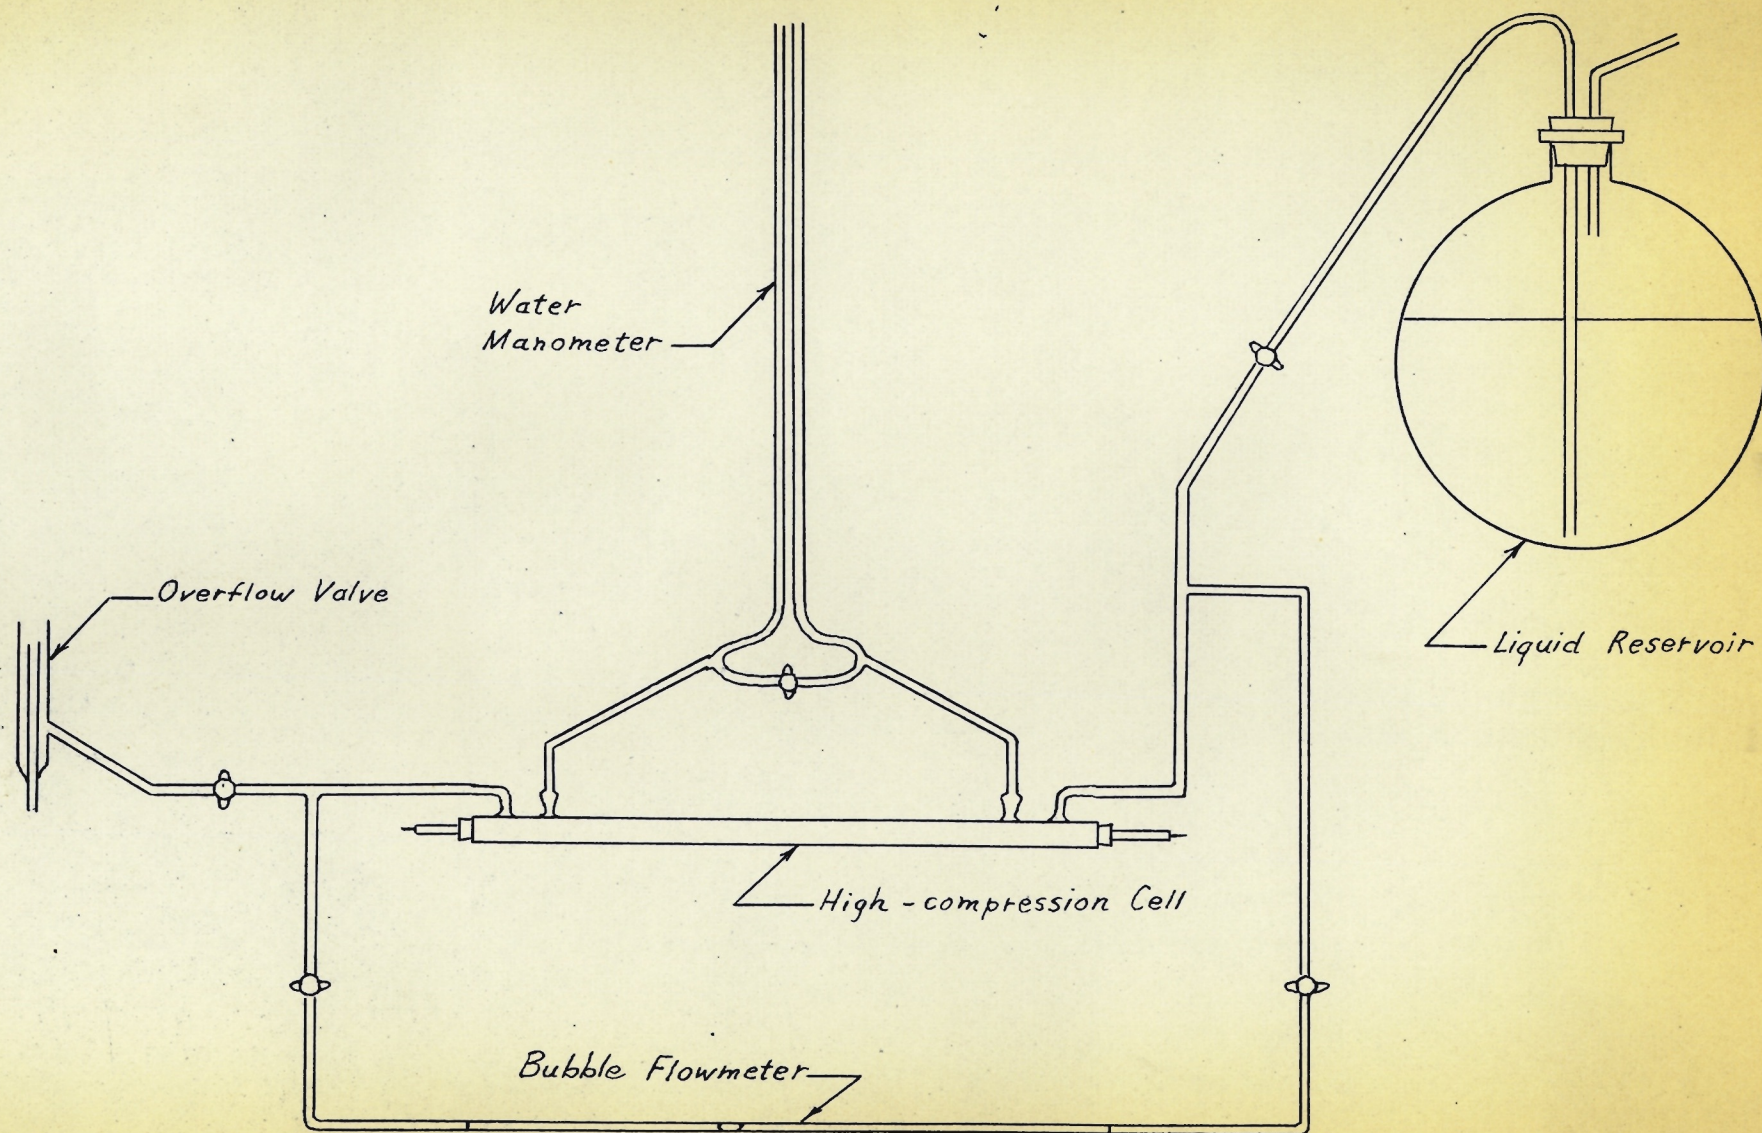 Water
Manometer
Overflow Valve
Liquid Reservoir
High-compression Cell
Bubble Flowmeter